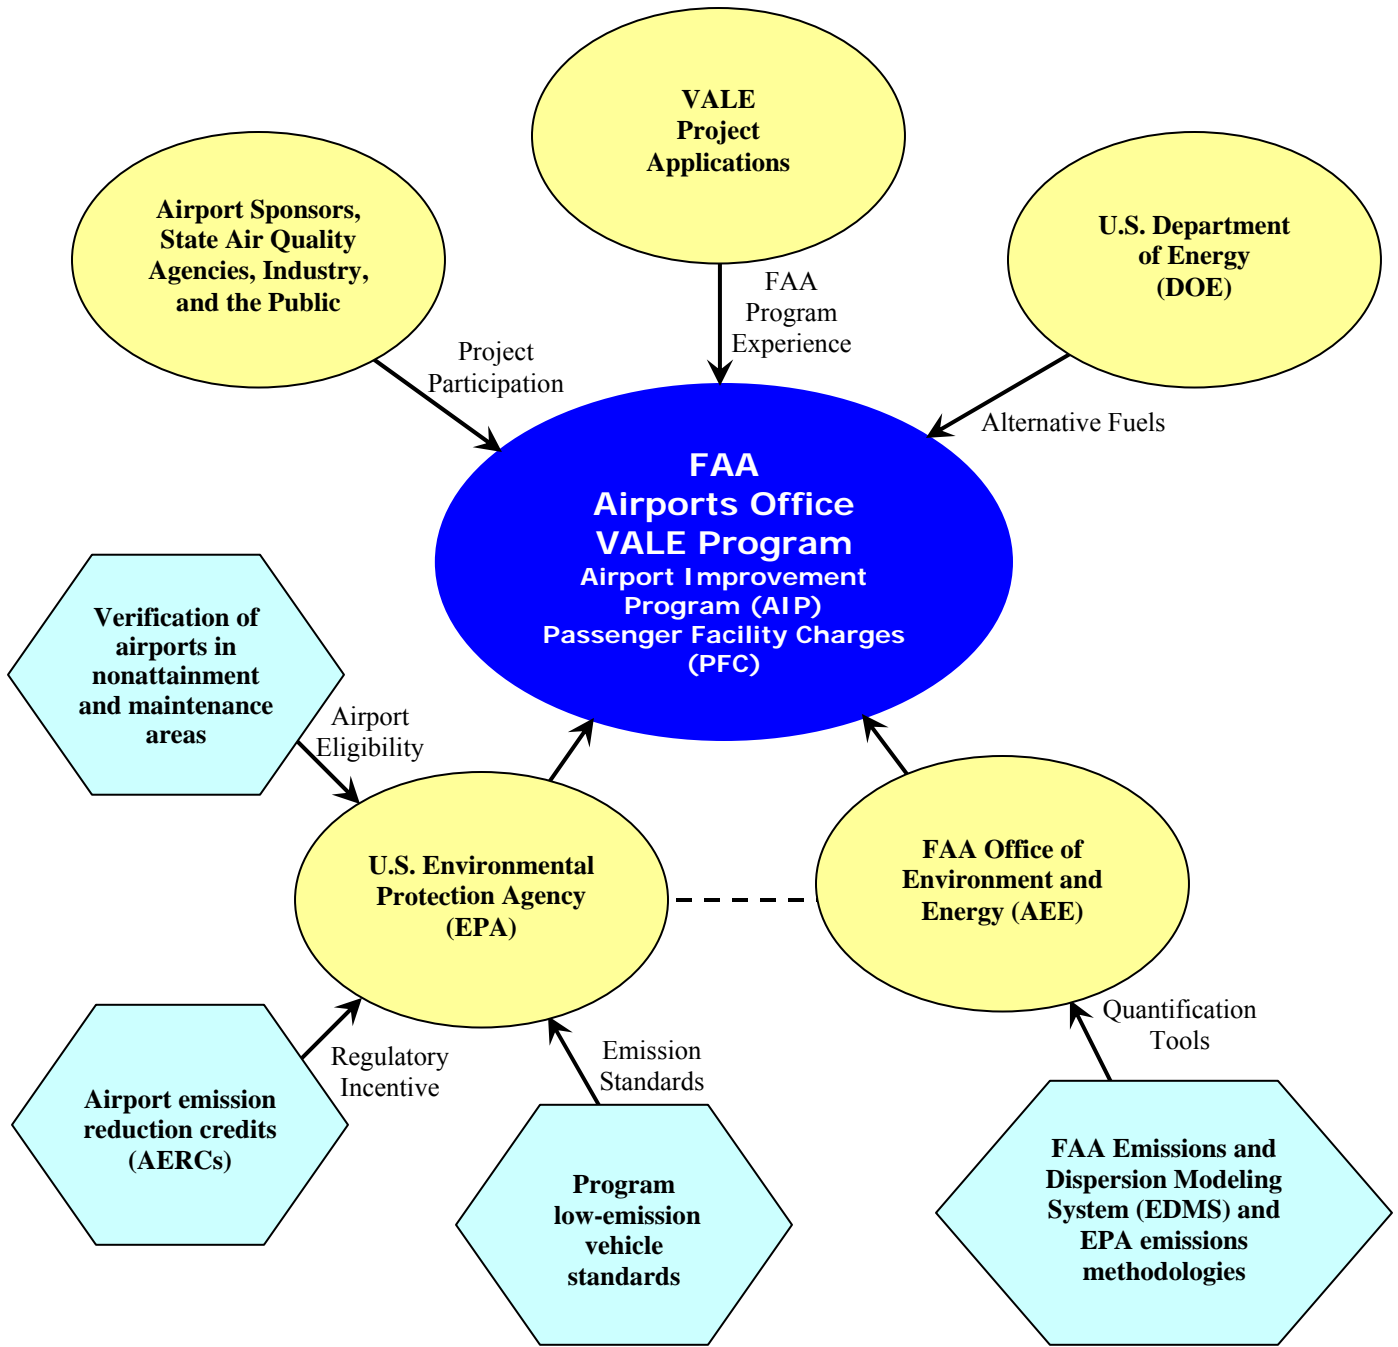 VALE
Project
Applications
Airport Sponsors,
State Air Quality
Agencies, Industry,
and the Public
U.S. Department
of Energy
(DOE)
FAA
Program
Experience
Project
Participation
Alternative Fuels
FAA
Airports Office
VALE Program
Airport Improvement
Program (AIP)
Passenger Facility Charges
(PFC)
Verification of
airports in
nonattainment
and maintenance
areas
Airport
Eligibility
U.S. Environmental
Protection Agency
(EPA)
FAA Office of
Environment and
Energy (AEE)
Regulatory
Incentive
Emission
Standards
Quantification
Tools
Airport emission
reduction credits
(AERCs)
Program
low-emission
vehicle
standards
FAA Emissions and
Dispersion Modeling
System (EDMS) and
EPA emissions
methodologies